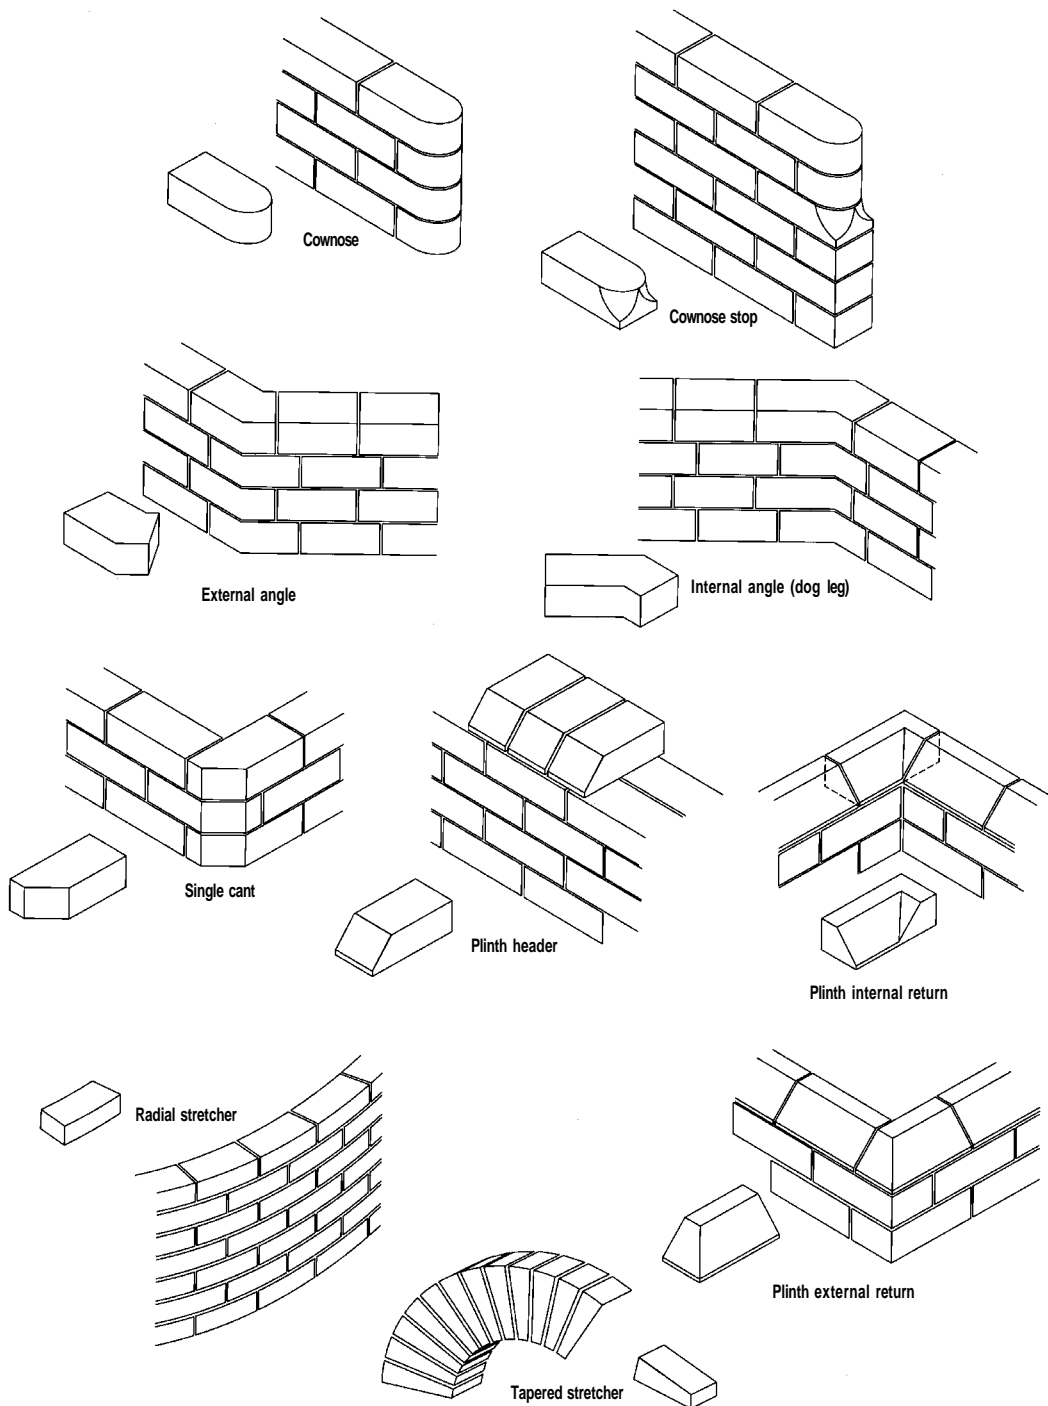 Cownose
Cownose stop
External angle
Internal angle (dog leg)
Single cant
Plinth header
Plinth internal return
Radial stretcher
Plinth external return
Tapered stretcher